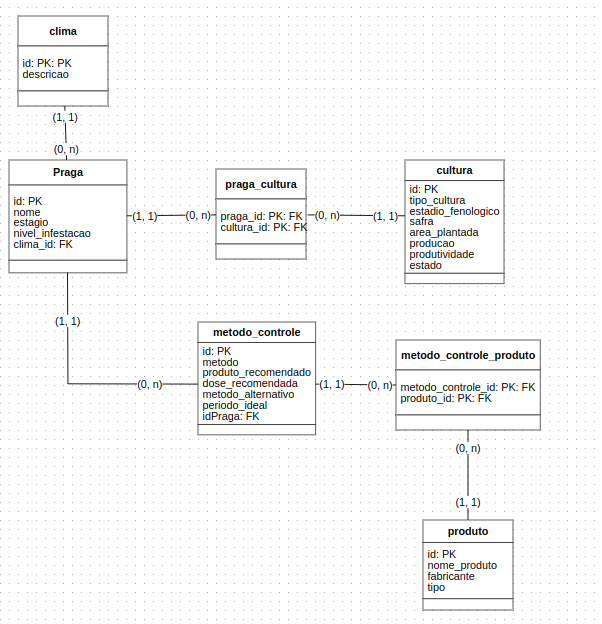 clima
id: PK: PK
descricao
(1, 1)
(0, n)
Praga
id: PK
nome
estagio
nivel_infestacao
clima_id: FK
(1, 1)
(0, n)
praga_cultura
praga_id: PK: FK
cultura_id: PK: FK
(0, n)
(1, 1)
cultura
id: PK
tipo_cultura
estadio_fenologico
safra
area_plantada
producao
produtividade
estado
(1, 1)
(0, n)
metodo_controle
id: PK
metodo
produto_recomendado
dose_recomendada
metodo_alternativo
periodo_ideal
idPraga: FK
(1, 1)
(0, n)
metodo_controle_produto
metodo_controle_id: PK: FK
produto_id: PK: FK
(0, n)
(1, 1)
produto
id: PK
nome_produto
fabricante
tipo